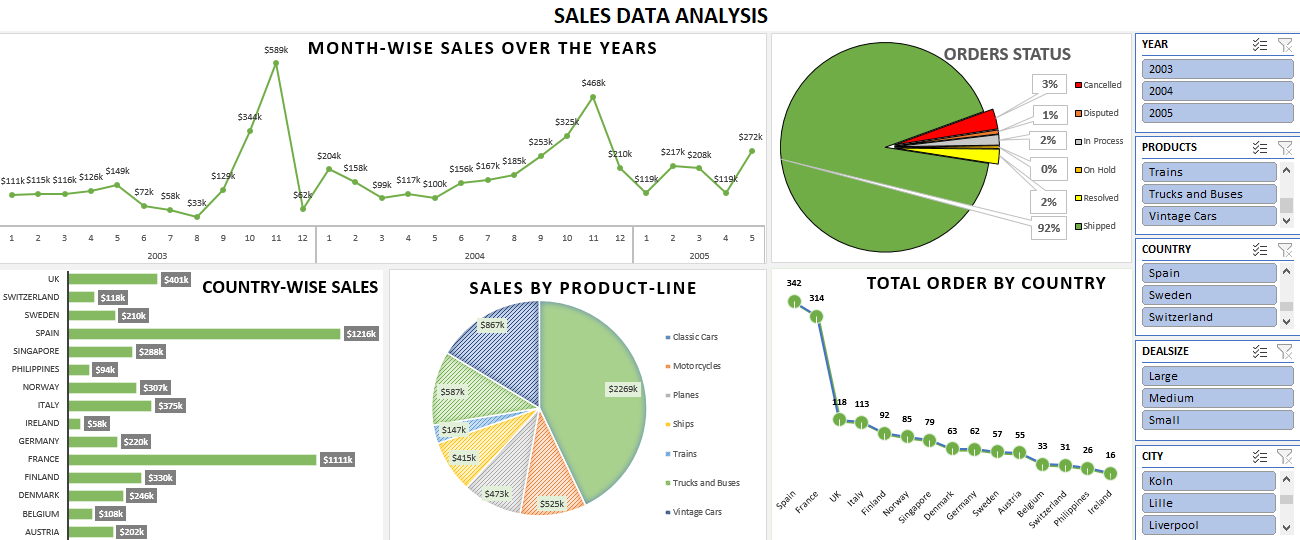 SALES DATA ANALYSIS
MONTH-WISE SALES OVER THE YEARS
$111k $115k $116k $126k $149k $72k $58k $33k $129k $344k $589k $62k $204k $158k $99k $117k $100k $156k $167k $185k $253k $325k $468k $210k $119k $217k $208k $119k $272k
1 2 3 4 5 6 7 8 9 10 11 12 1 2 3 4 5 6 7 8 9 10 11 12 1 2 3 4 5
2003 2004 2005
ORDERS STATUS
3% Cancelled
1% Disputed
2% In Process
0% On Hold
2% Resolved
92% Shipped
YEAR
2003
2004
2005
PRODUCTS
Trains
Trucks and Buses
Vintage Cars
COUNTRY
Spain
Sweden
Switzerland
DEALSIZE
Large
Medium
Small
CITY
Koln
Lille
Liverpool
COUNTRY-WISE SALES
UK $401k
SWITZERLAND $118k
SWEDEN $210k
SPAIN $1216k
SINGAPORE $288k
PHILIPPINES $94k
NORWAY $307k
ITALY $375k
IRELAND $58k
GERMANY $220k
FRANCE $1111k
FINLAND $330k
DENMARK $246k
BELGIUM $108k
AUSTRIA $202k
SALES BY PRODUCT-LINE
$867k
$2269k
$587k
$147k
$415k
$473k
$525k
Classic Cars
Motorcycles
Planes
Ships
Trains
Trucks and Buses
Vintage Cars
TOTAL ORDER BY COUNTRY
342 314 118 113 92 85 79 63 62 57 55 33 31 26 16
Spain France UK Italy Finland Norway Singapore Denmark Germany Sweden Austria Belgium Switzerland Philippines Ireland